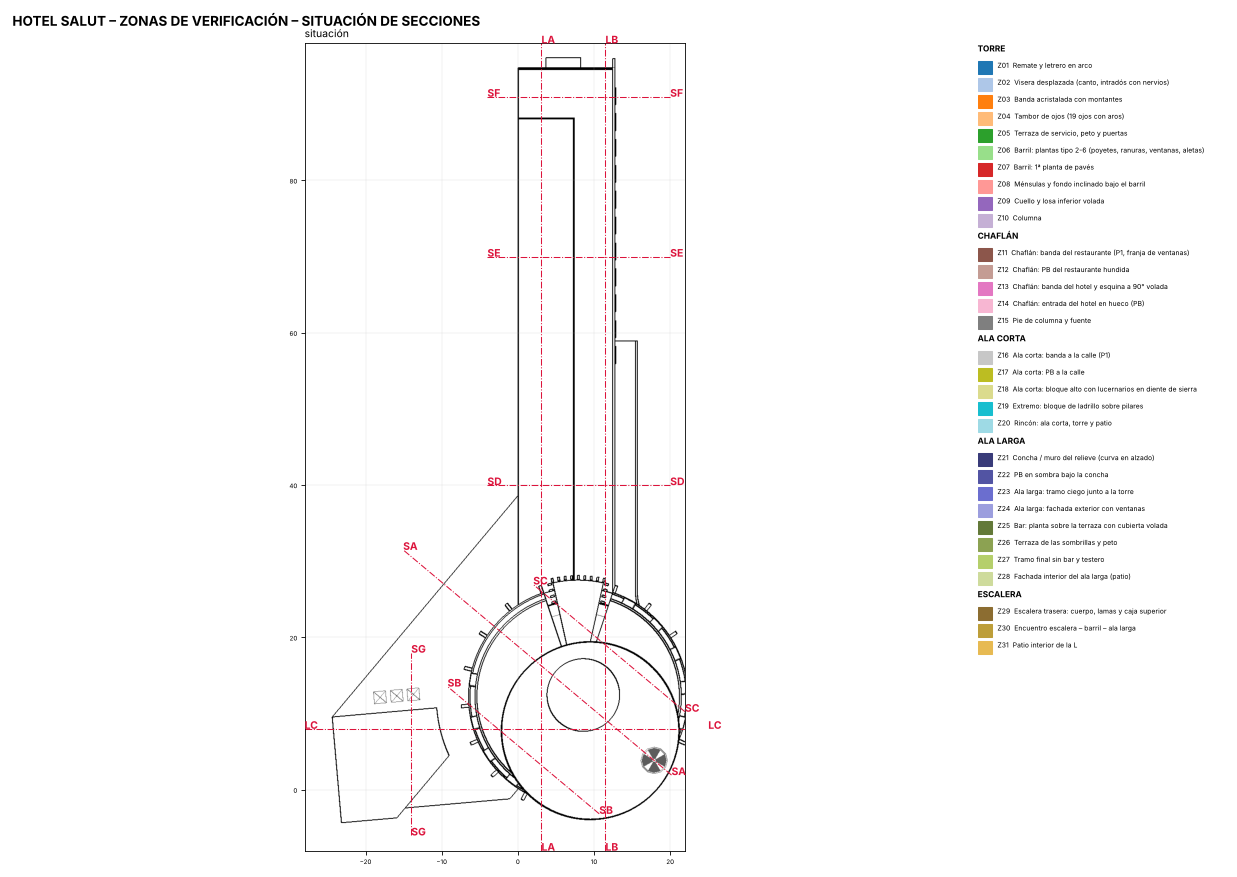 HOTEL SALUT – ZONAS DE VERIFICACIÓN – SITUACIÓN DE SECCIONES
situación
LA LB
SF SF
80
SE SE
60
SD SD
40
SA
SC
20
SG
SB
SC
LC LC
SA
0
SB
SG
LA LB
−20 −10 0 10 20
TORRE
Z01 Remate y letrero en arco
Z02 Visera desplazada (canto, intradós con nervios)
Z03 Banda acristalada con montantes
Z04 Tambor de ojos (19 ojos con aros)
Z05 Terraza de servicio, peto y puertas
Z06 Barril: plantas tipo 2-6 (poyetes, ranuras, ventanas, aletas)
Z07 Barril: 1ª planta de pavés
Z08 Ménsulas y fondo inclinado bajo el barril
Z09 Cuello y losa inferior volada
Z10 Columna
CHAFLÁN
Z11 Chaflán: banda del restaurante (P1, franja de ventanas)
Z12 Chaflán: PB del restaurante hundida
Z13 Chaflán: banda del hotel y esquina a 90° volada
Z14 Chaflán: entrada del hotel en hueco (PB)
Z15 Pie de columna y fuente
ALA CORTA
Z16 Ala corta: banda a la calle (P1)
Z17 Ala corta: PB a la calle
Z18 Ala corta: bloque alto con lucernarios en diente de sierra
Z19 Extremo: bloque de ladrillo sobre pilares
Z20 Rincón: ala corta, torre y patio
ALA LARGA
Z21 Concha / muro del relieve (curva en alzado)
Z22 PB en sombra bajo la concha
Z23 Ala larga: tramo ciego junto a la torre
Z24 Ala larga: fachada exterior con ventanas
Z25 Bar: planta sobre la terraza con cubierta volada
Z26 Terraza de las sombrillas y peto
Z27 Tramo final sin bar y testero
Z28 Fachada interior del ala larga (patio)
ESCALERA
Z29 Escalera trasera: cuerpo, lamas y caja superior
Z30 Encuentro escalera – barril – ala larga
Z31 Patio interior de la L